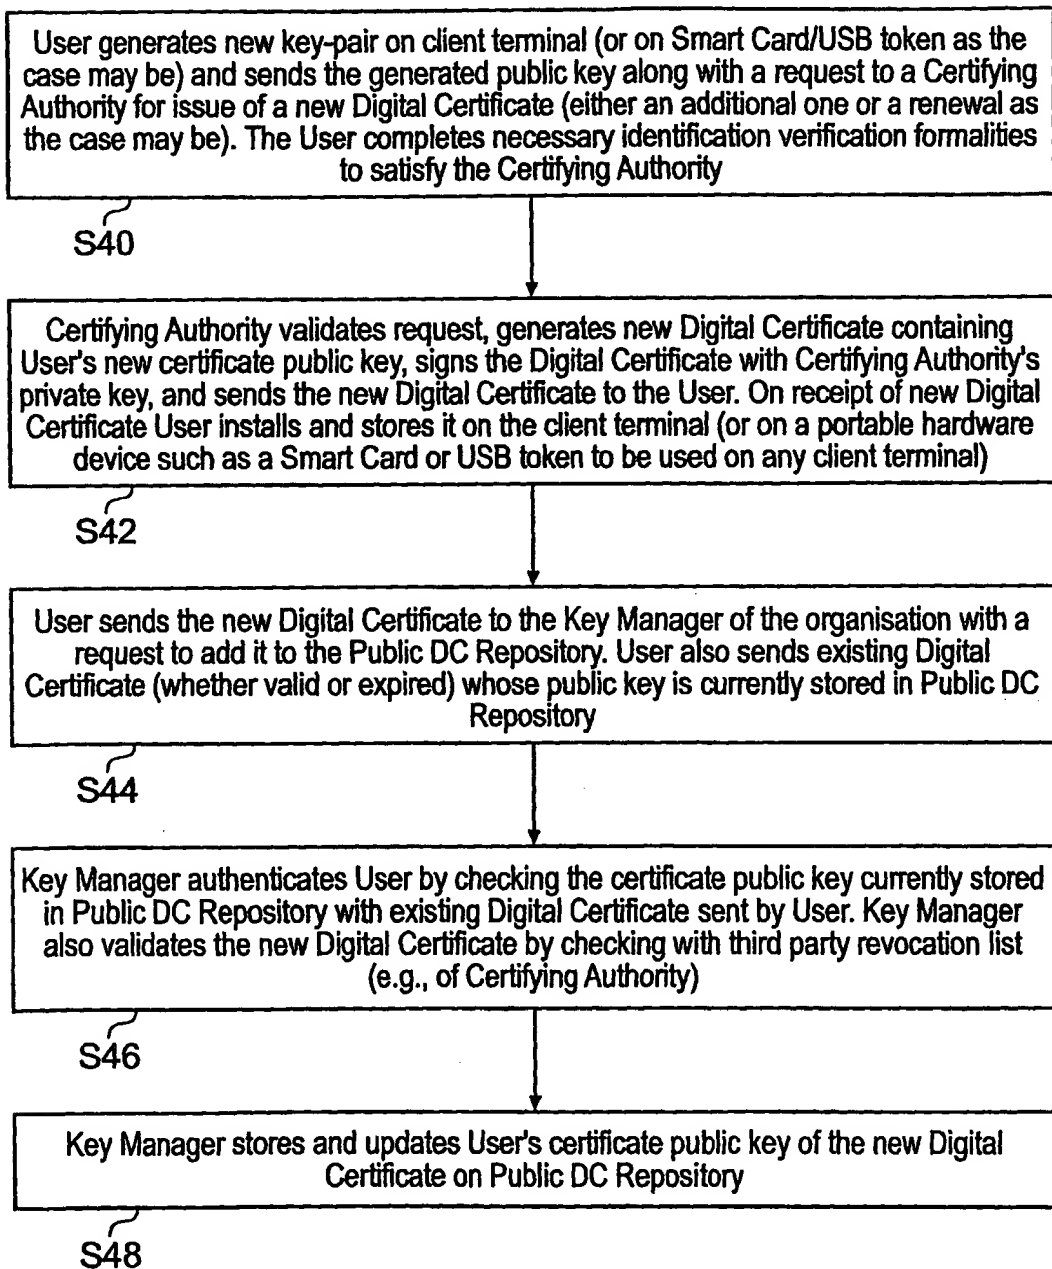 User generates new key-pair on client terminal (or on Smart Card/USB token as the
case may be) and sends the generated public key along with a request to a Certifying
Authority for issue of a new Digital Certificate (either an additional one or a renewal as
the case may be). The User completes necessary identification verification formalities
to satisfy the Certifying Authority
S40
Certifying Authority validates request, generates new Digital Certificate containing
User's new certificate public key, signs the Digital Certificate with Certifying Authority's
private key, and sends the new Digital Certificate to the User. On receipt of new Digital
Certificate User installs and stores it on the client terminal (or on a portable hardware
device such as a Smart Card or USB token to be used on any client terminal)
S42
User sends the new Digital Certificate to the Key Manager of the organisation with a
request to add it to the Public DC Repository. User also sends existing Digital
Certificate (whether valid or expired) whose public key is currently stored in Public DC
Repository
S44
Key Manager authenticates User by checking the certificate public key currently stored
in Public DC Repository with existing Digital Certificate sent by User. Key Manager
also validates the new Digital Certificate by checking with third party revocation list
(e.g., of Certifying Authority)
S46
Key Manager stores and updates User's certificate public key of the new Digital
Certificate on Public DC Repository
S48